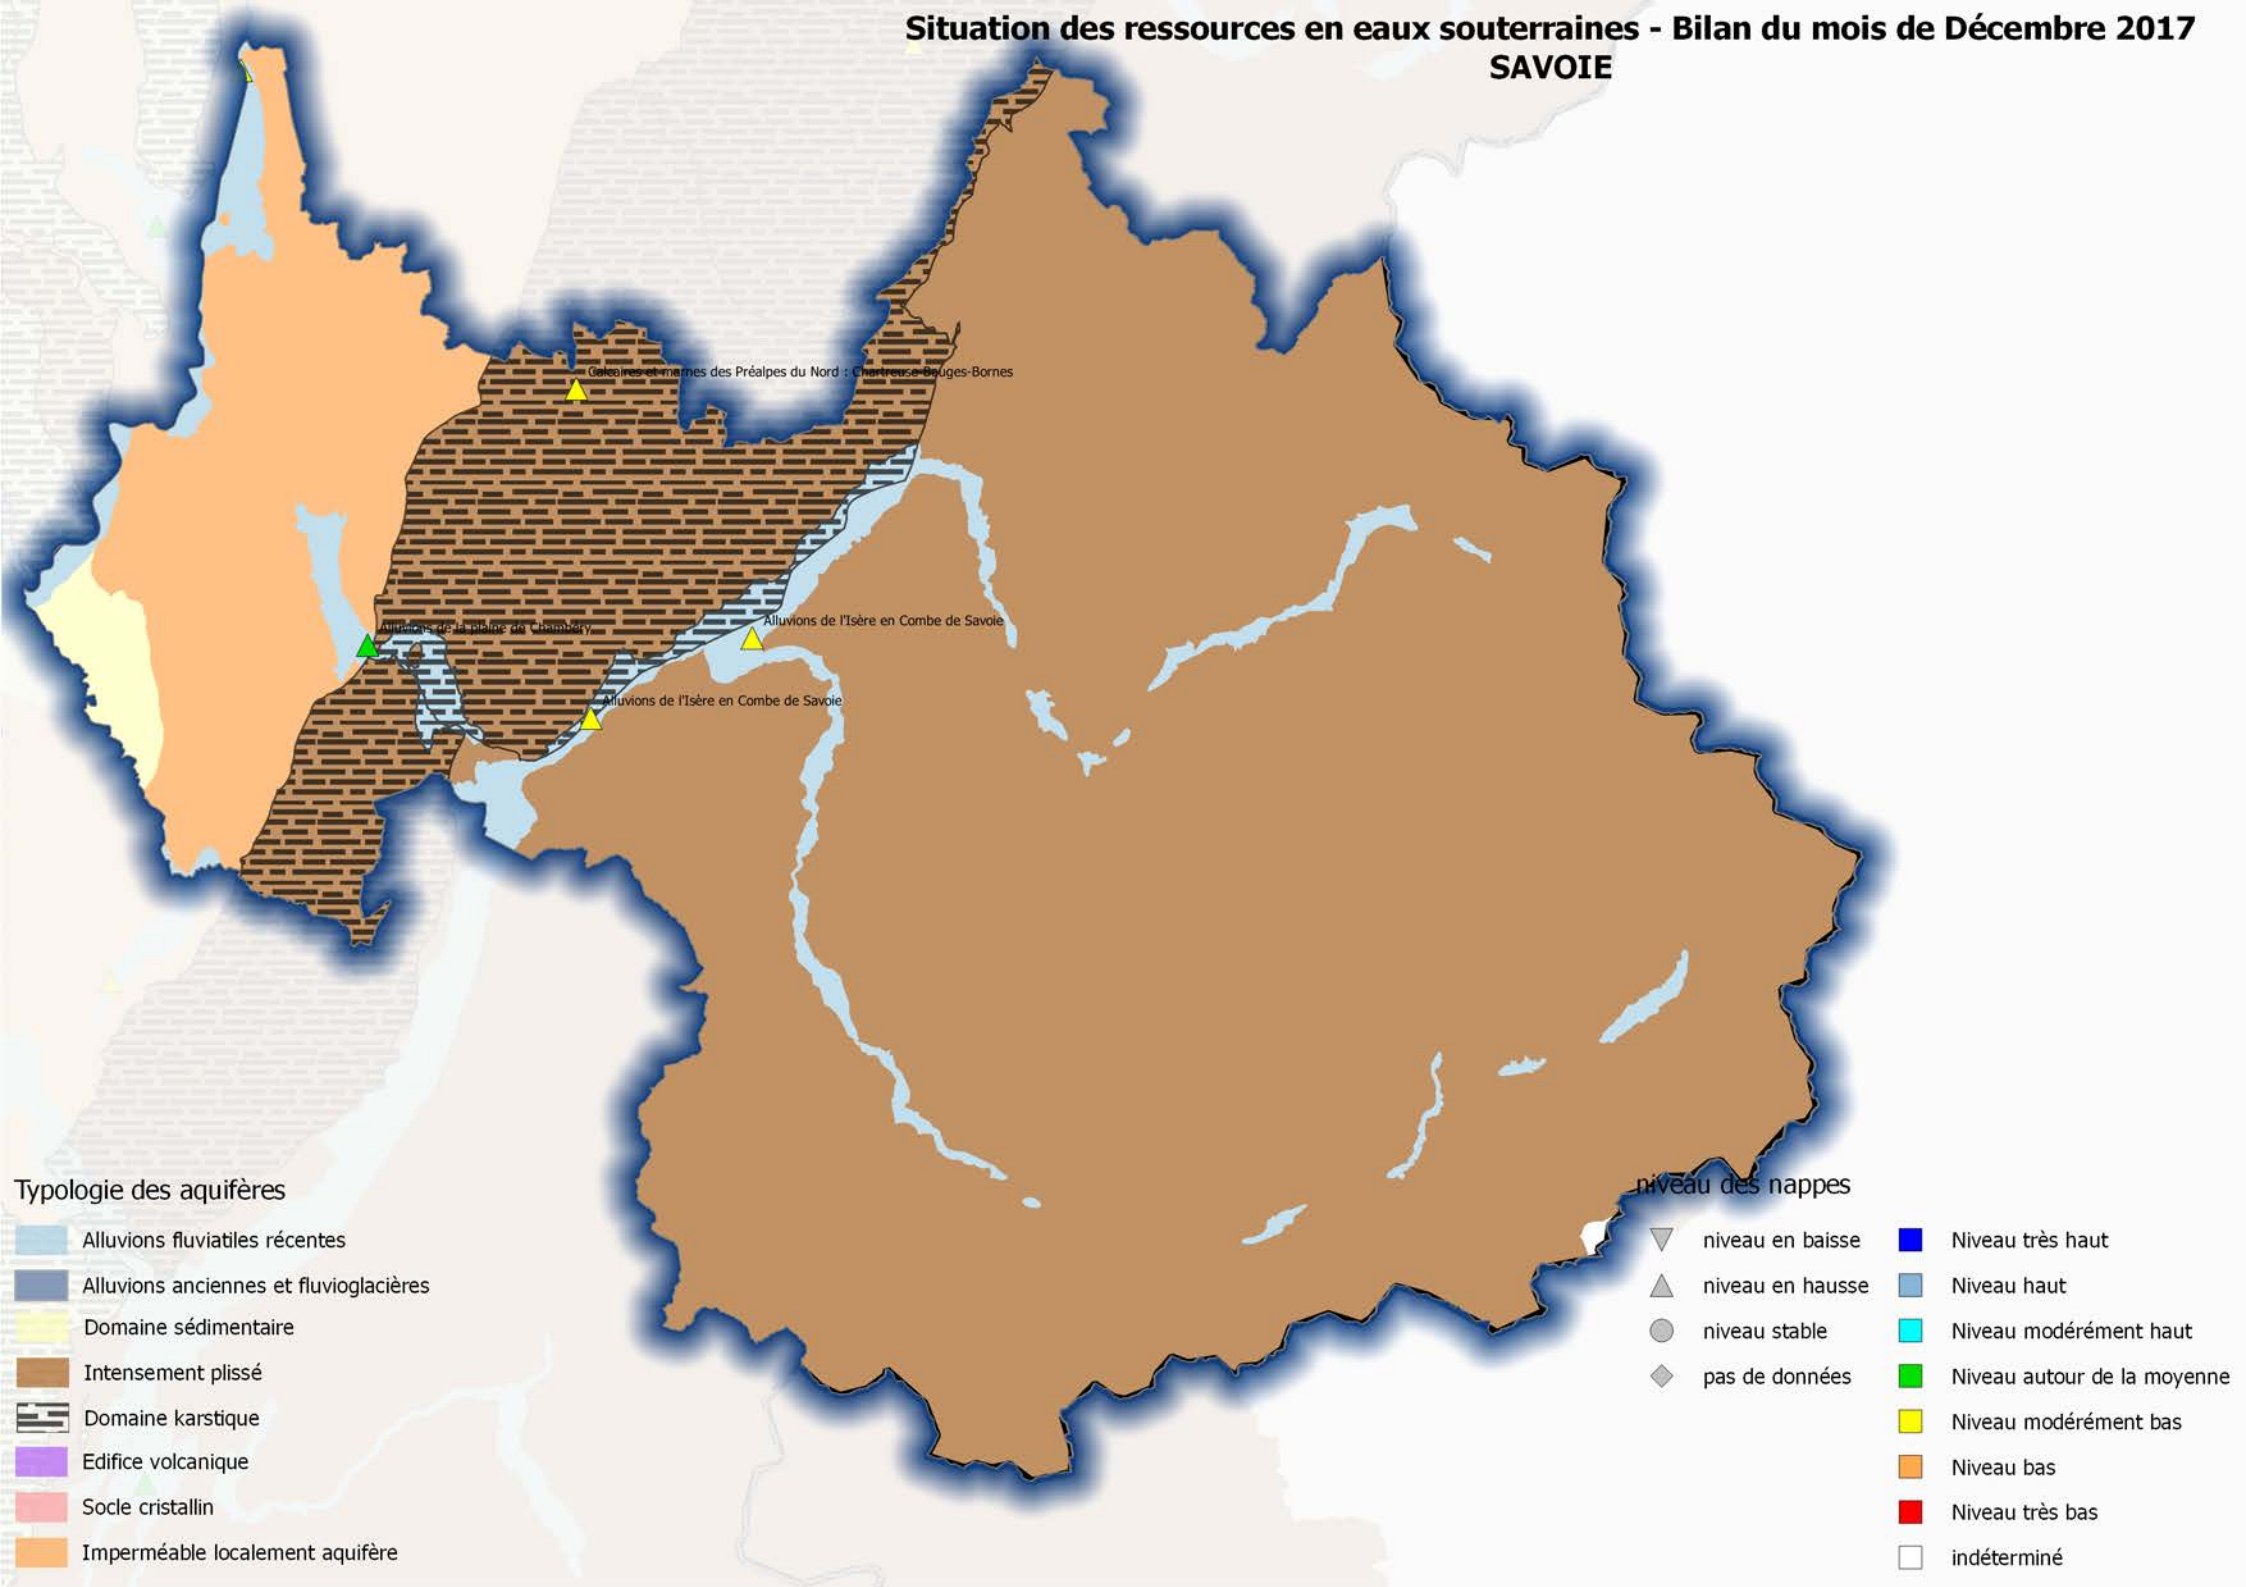 Situation des ressources en eaux souterraines - Bilan du mois de Décembre 2017
SAVOIE
Calcaires et marnes des Préalpes du Nord : Chartreuse-Bauges-Bornes
Alluvions de la plaine de Chambéry
Alluvions de l'Isère en Combe de Savoie
Alluvions de l'Isère en Combe de Savoie
Typologie des aquifères
Alluvions fluviatiles récentes
Alluvions anciennes et fluvioglacières
Domaine sédimentaire
Intensement plissé
Domaine karstique
Edifice volcanique
Socle cristallin
Imperméable localement aquifère
niveau des nappes
niveau en baisse
niveau en hausse
niveau stable
pas de données
Niveau très haut
Niveau haut
Niveau modérément haut
Niveau autour de la moyenne
Niveau modérément bas
Niveau bas
Niveau très bas
indéterminé